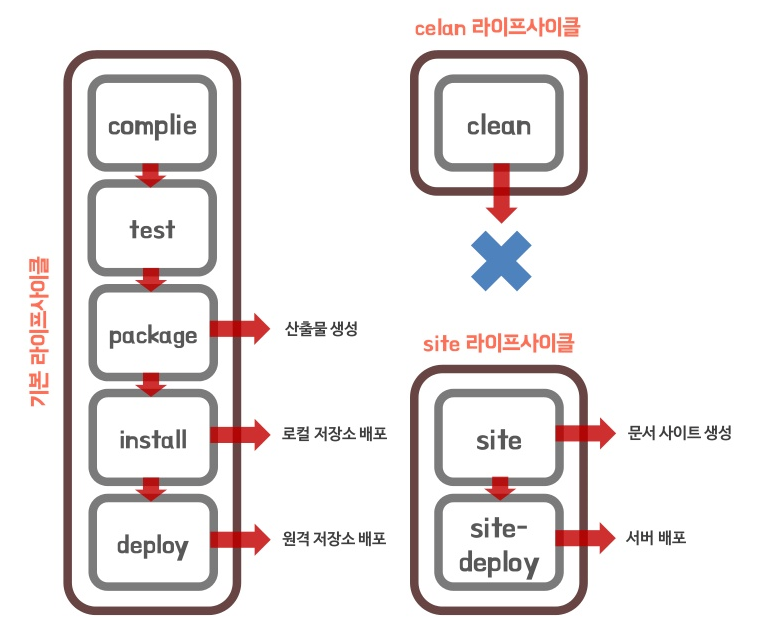 기본 라이프사이클
complie
test
package
산출물 생성
install
로컬 저장소 배포
deploy
원격 저장소 배포
celan 라이프사이클
clean
site 라이프사이클
site
문서 사이트 생성
site-
deploy
서버 배포